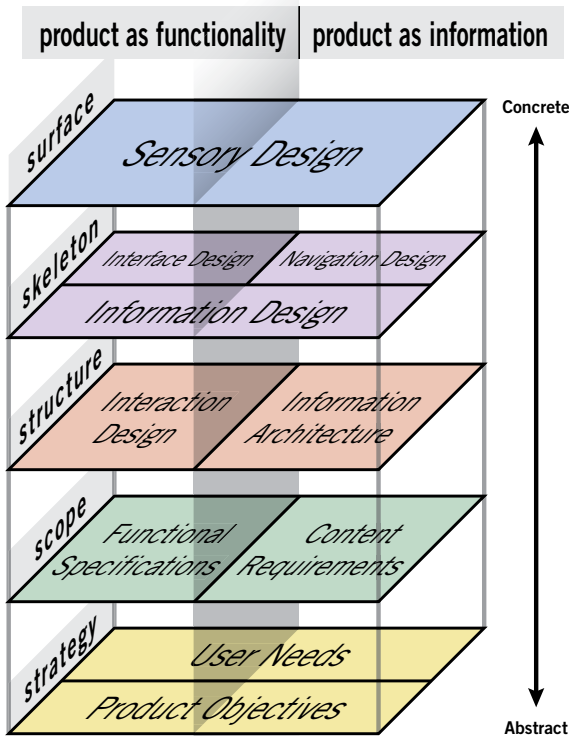 product as functionality
product as information
Concrete
surface
Sensory Design
skeleton
Interface Design
Navigation Design
Information Design
structure
Interaction
Design
Information
Architecture
scope
Functional
Specifications
Content
Requirements
strategy
User Needs
Product Objectives
Abstract